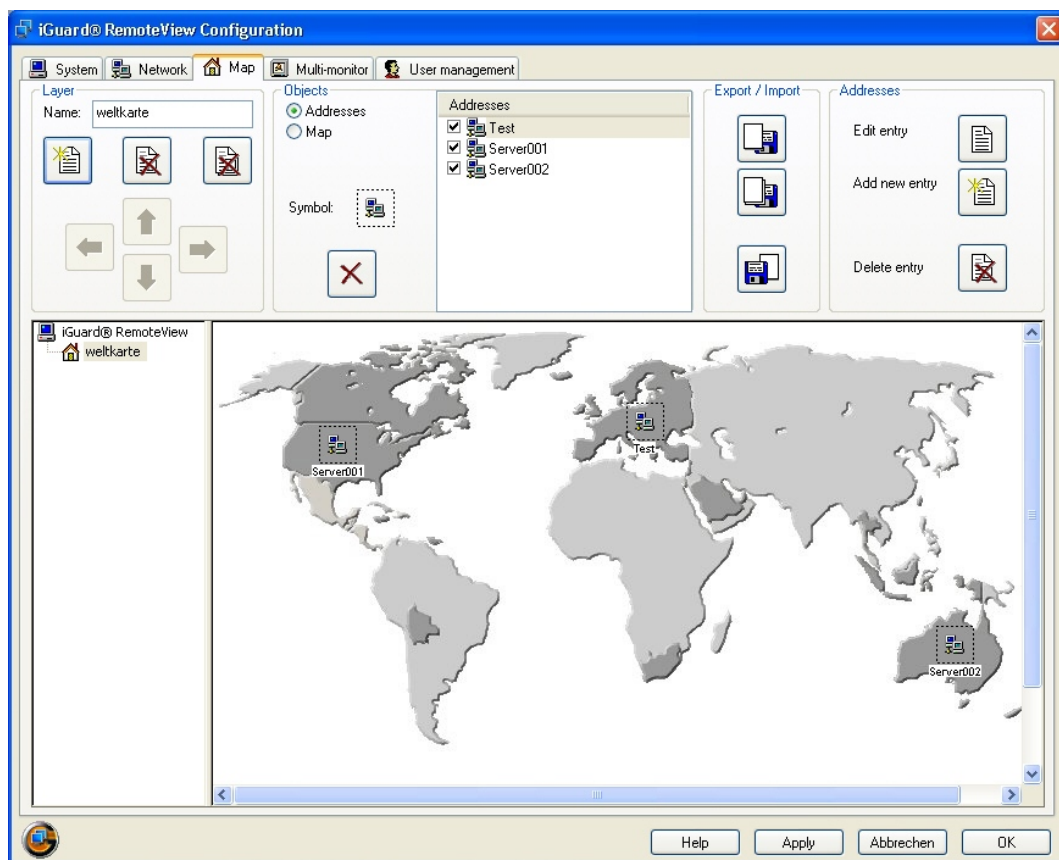 iGuard® RemoteView Configuration
System
Network
Map
Multi-monitor
User management
Layer
Name:
weltkarte
Objects
Addresses
Map
Symbol:
Addresses
Test
Server001
Server002
Export / Import
Addresses
Edit entry
Add new entry
Delete entry
iGuard® RemoteView
weltkarte
Server001
Test
Server002
Help
Apply
Abbrechen
OK